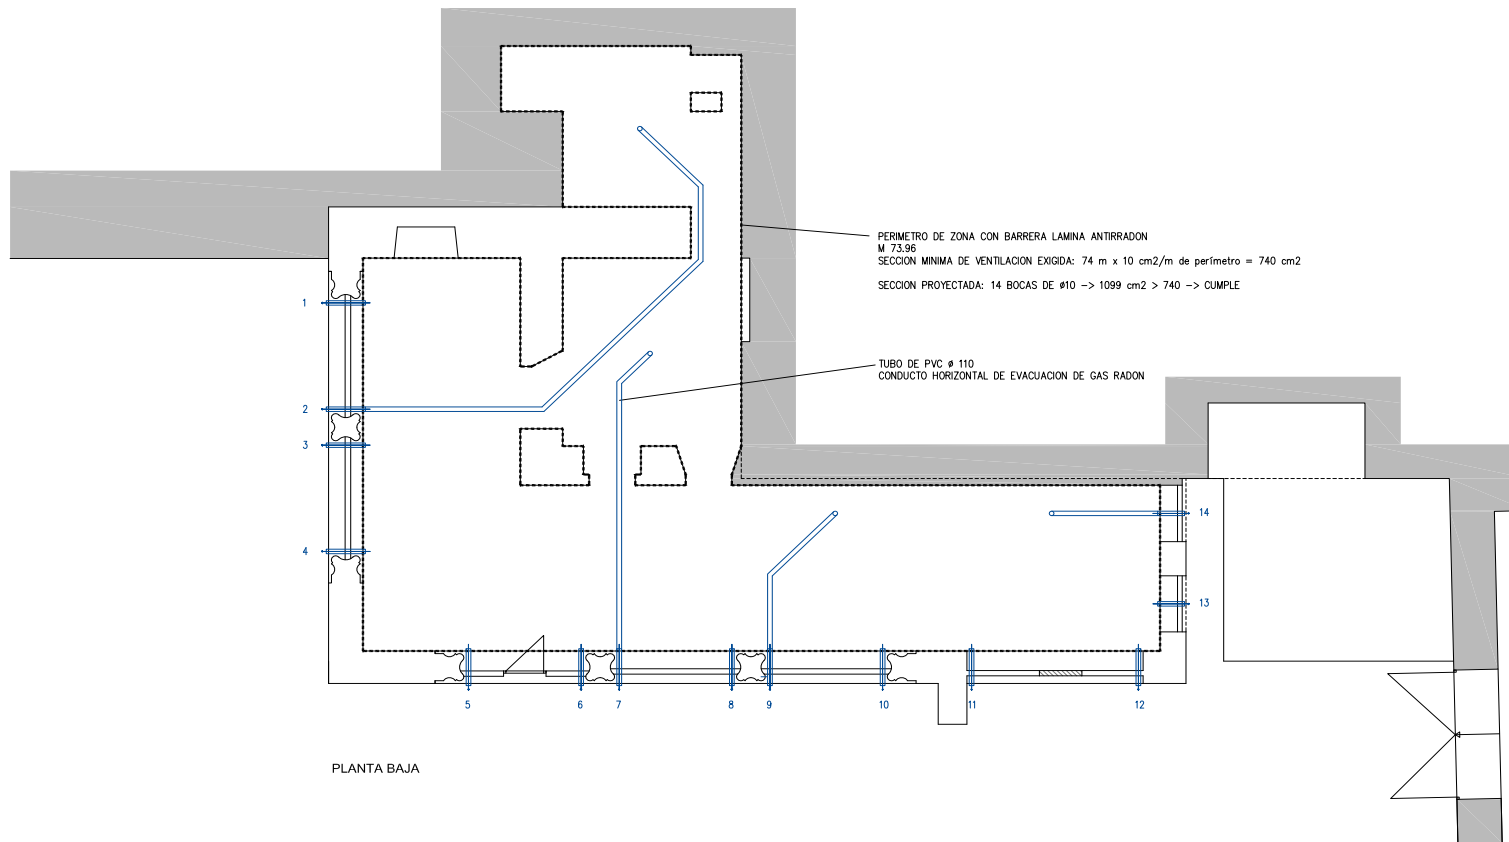 PERIMETRO DE ZONA CON BARRERA LAMINA ANTIRRADON
M 73.96
SECCION MINIMA DE VENTILACION EXIGIDA: 74 m x 10 cm2/m de perímetro = 740 cm2
SECCION PROYECTADA: 14 BOCAS DE ø10 -> 1099 cm2 > 740 -> CUMPLE
1
TUBO DE PVC ø 110
CONDUCTO HORIZONTAL DE EVACUACION DE GAS RADON
2
3
14
4
13
5
6
7
8
9
10
11
12
PLANTA BAJA